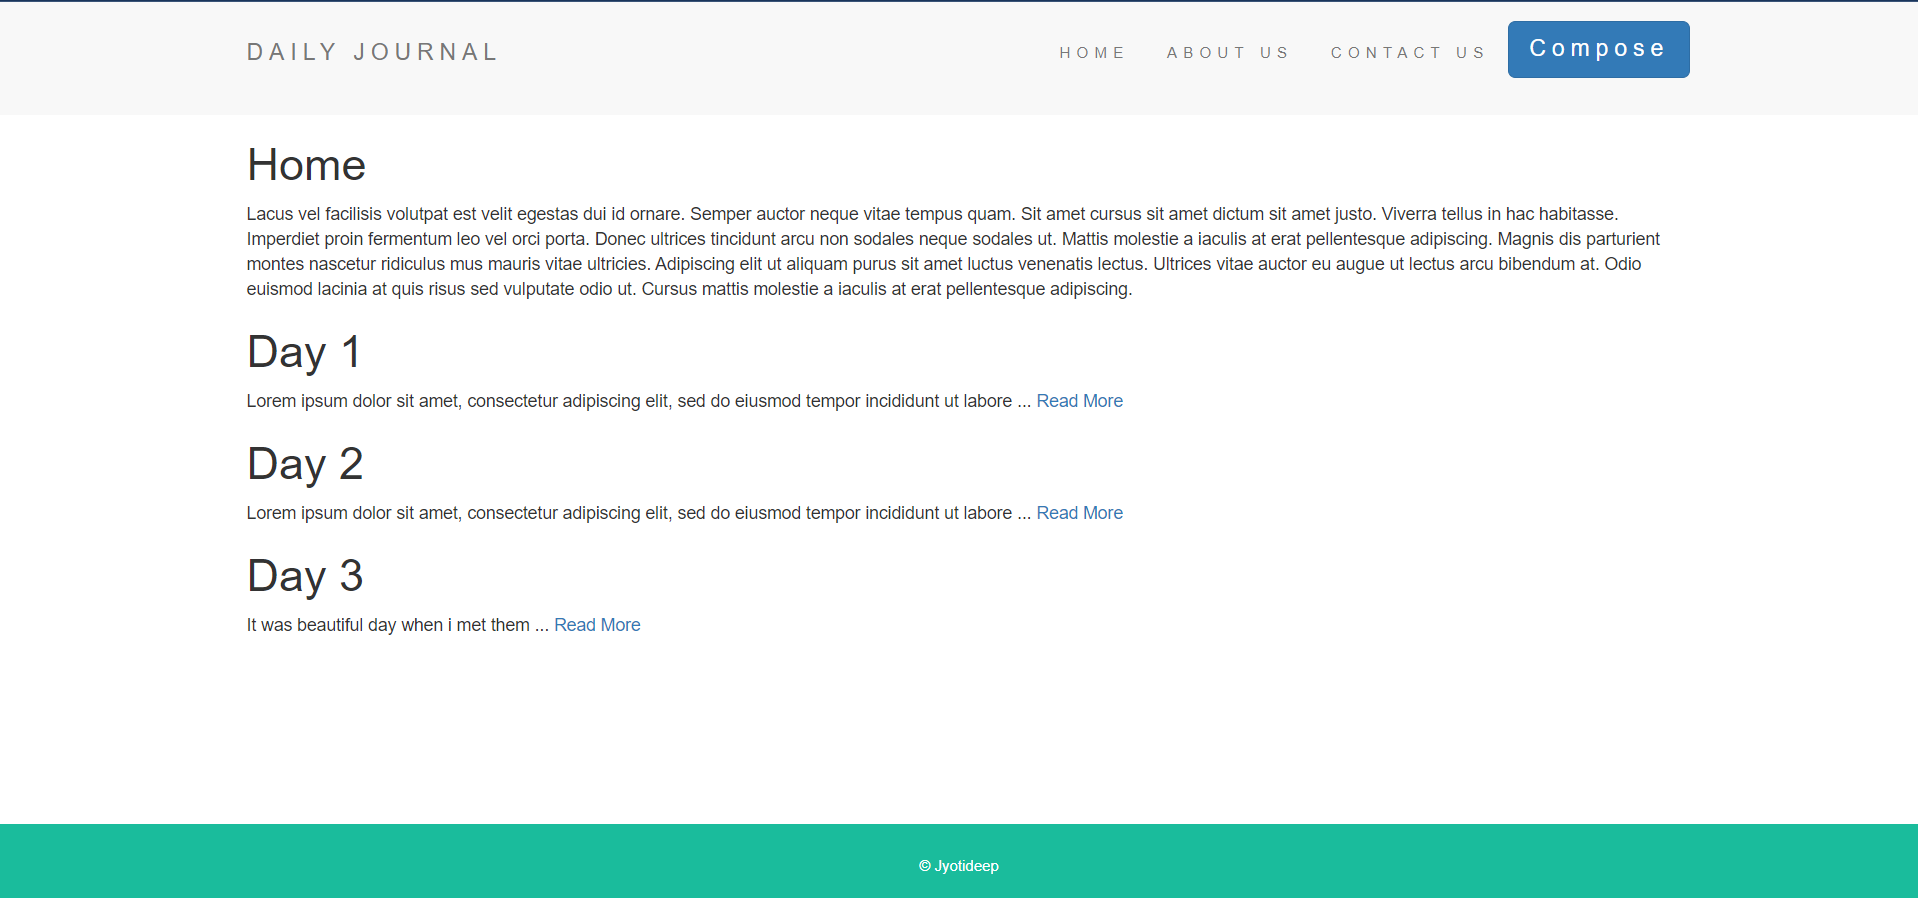 DAILY JOURNAL
HOME ABOUT US CONTACT US Compose
Home
Lacus vel facilisis volutpat est velit egestas dui id ornare. Semper auctor neque vitae tempus quam. Sit amet cursus sit amet dictum sit amet justo. Viverra tellus in hac habitasse.
Imperdiet proin fermentum leo vel orci porta. Donec ultrices tincidunt arcu non sodales neque sodales ut. Mattis molestie a iaculis at erat pellentesque adipiscing. Magnis dis parturient
montes nascetur ridiculus mus mauris vitae ultricies. Adipiscing elit ut aliquam purus sit amet luctus venenatis lectus. Ultrices vitae auctor eu augue ut lectus arcu bibendum at. Odio
euismod lacinia at quis risus sed vulputate odio ut. Cursus mattis molestie a iaculis at erat pellentesque adipiscing.
Day 1
Lorem ipsum dolor sit amet, consectetur adipiscing elit, sed do eiusmod tempor incididunt ut labore ... Read More
Day 2
Lorem ipsum dolor sit amet, consectetur adipiscing elit, sed do eiusmod tempor incididunt ut labore ... Read More
Day 3
It was beautiful day when i met them ... Read More
© Jyotideep